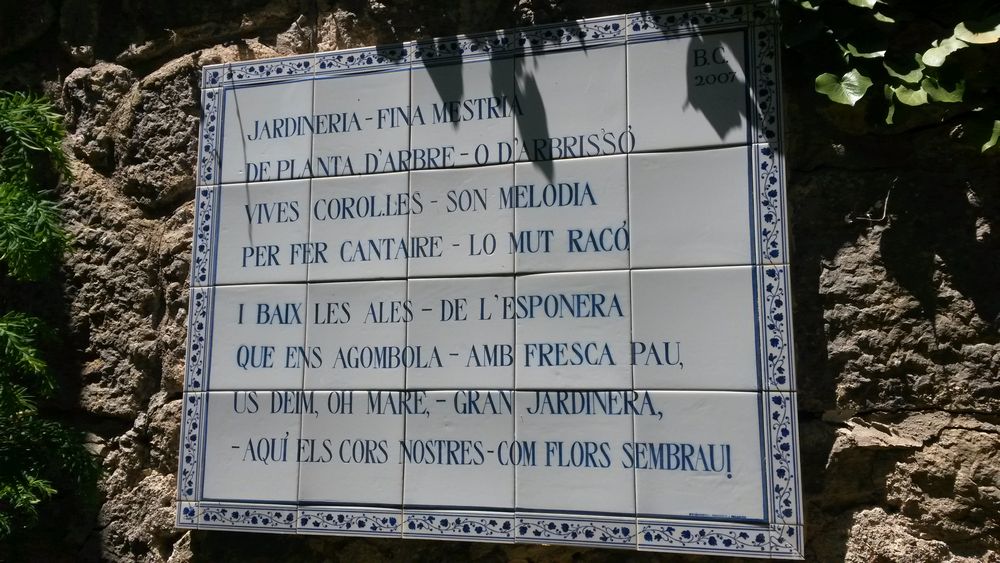 B.C.
2007
JARDINERIA - FINA MESTRIA
DE PLANTA, D'ARBRE - O D'ARBRISSÓ
VIVES COROL.LES - SON MELODIA
PER FER CANTAIRE - LO MUT RACÓ
I BAIX LES ALES - DE L'ESPONERA
QUE ENS AGOMBOLA - AMB FRESCA PAU,
US DEIM, OH MARE, - GRAN JARDINERA,
- AQUÍ ELS CORS NOSTRES - COM FLORS SEMBRAU!